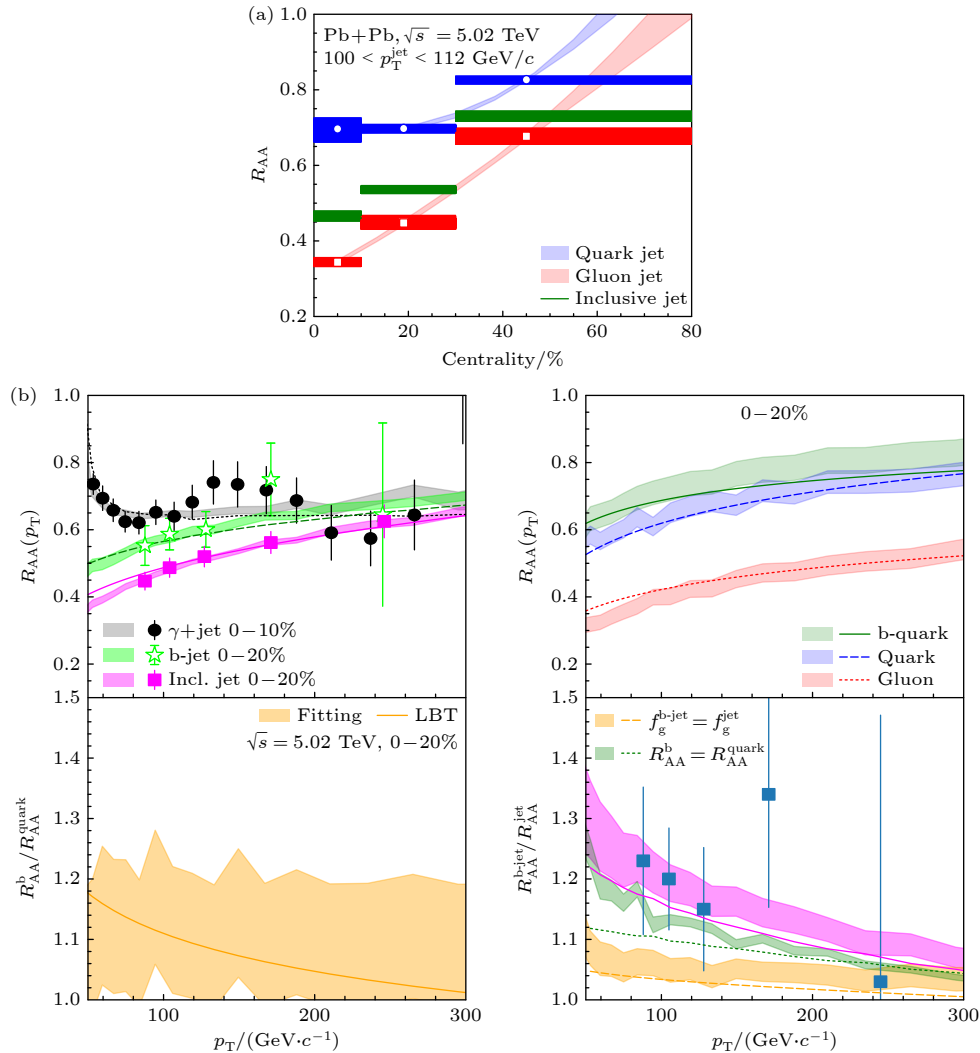 (a)
1.0
0.8
0.6
0.4
0.2
R_AA
Pb+Pb, √s = 5.02 TeV
100 < p_T^jet < 112 GeV/c
Quark jet
Gluon jet
Inclusive jet
0 20 40 60 80
Centrality/%
(b)
1.0
0.8
0.6
0.4
0.2
R_AA(p_T)
γ+jet 0−10%
b-jet 0−20%
Incl. jet 0−20%
1.0
0.8
0.6
0.4
0.2
R_AA(p_T)
0−20%
b-quark
Quark
Gluon
1.5
1.4
1.3
1.2
1.1
1.0
R_AA^b/R_AA^quark
Fitting LBT
√s = 5.02 TeV, 0−20%
100 200 300
p_T/(GeV·c⁻¹)
1.5
1.4
1.3
1.2
1.1
1.0
R_AA^b-jet/R_AA^jet
f_g^b-jet = f_g^jet
R_AA^b = R_AA^quark
100 200 300
p_T/(GeV·c⁻¹)